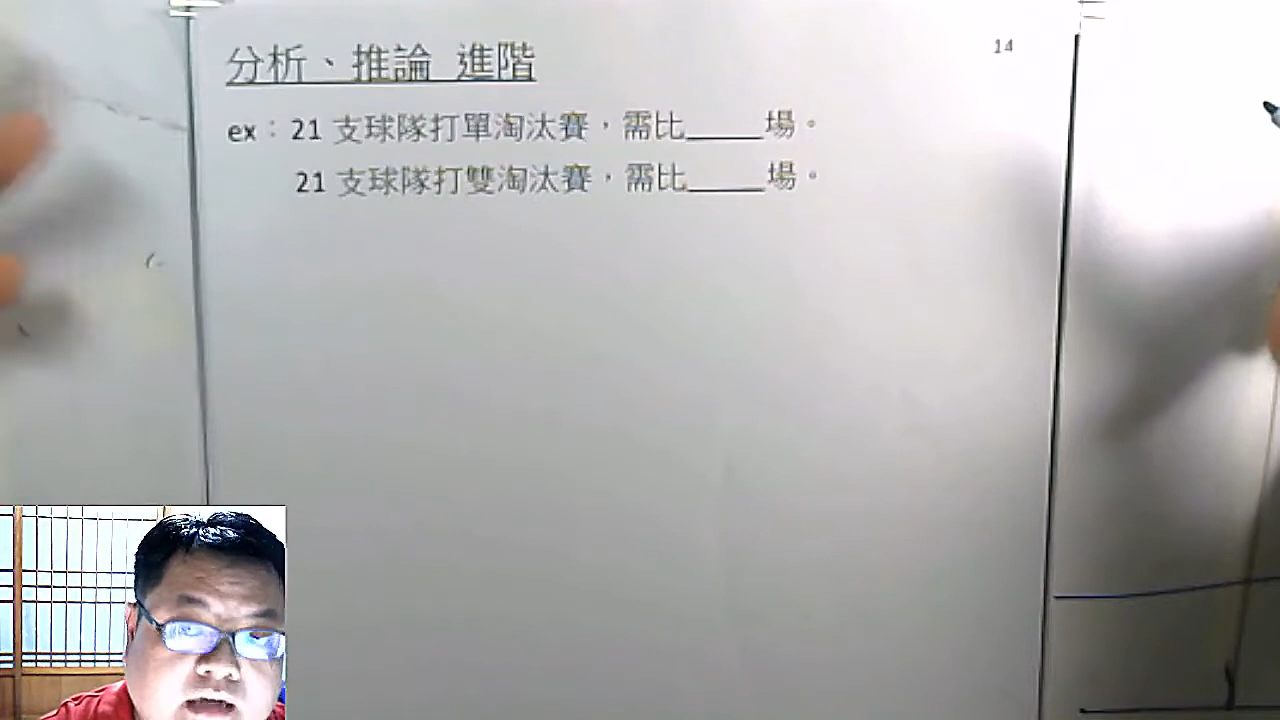 分析、推論 進階
14
ex：21 支球隊打單淘汰賽，需比_____場。
21 支球隊打雙淘汰賽，需比_____場。